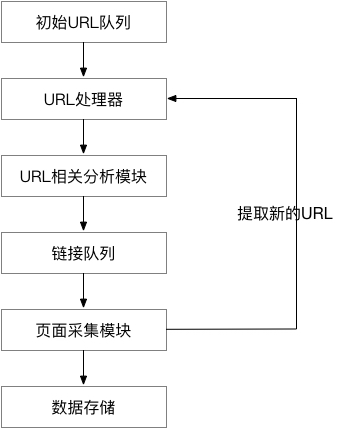 初始URL队列
URL处理器
URL相关分析模块
提取新的URL
链接队列
页面采集模块
数据存储